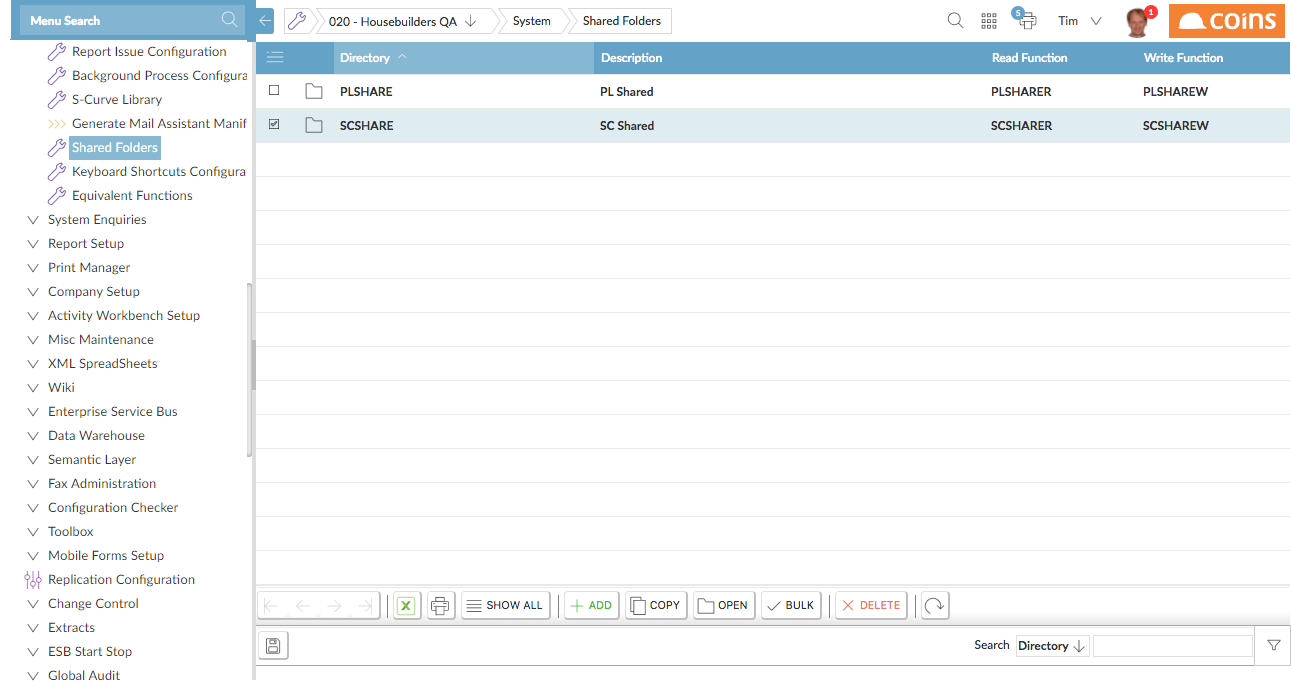 Menu Search
020 - Housebuilders QA
System
Shared Folders
5
Tim
1
coins
Report Issue Configuration
Background Process Configura
S-Curve Library
Generate Mail Assistant Manif
Shared Folders
Keyboard Shortcuts Configura
Equivalent Functions
System Enquiries
Report Setup
Print Manager
Company Setup
Activity Workbench Setup
Misc Maintenance
XML SpreadSheets
Wiki
Enterprise Service Bus
Data Warehouse
Semantic Layer
Fax Administration
Configuration Checker
Toolbox
Mobile Forms Setup
Replication Configuration
Change Control
Extracts
ESB Start Stop
Global Audit
Directory Description Read Function Write Function
PLSHARE PL Shared PLSHARER PLSHAREW
SCSHARE SC Shared SCSHARER SCSHAREW
X SHOW ALL ADD COPY OPEN BULK DELETE
Search Directory